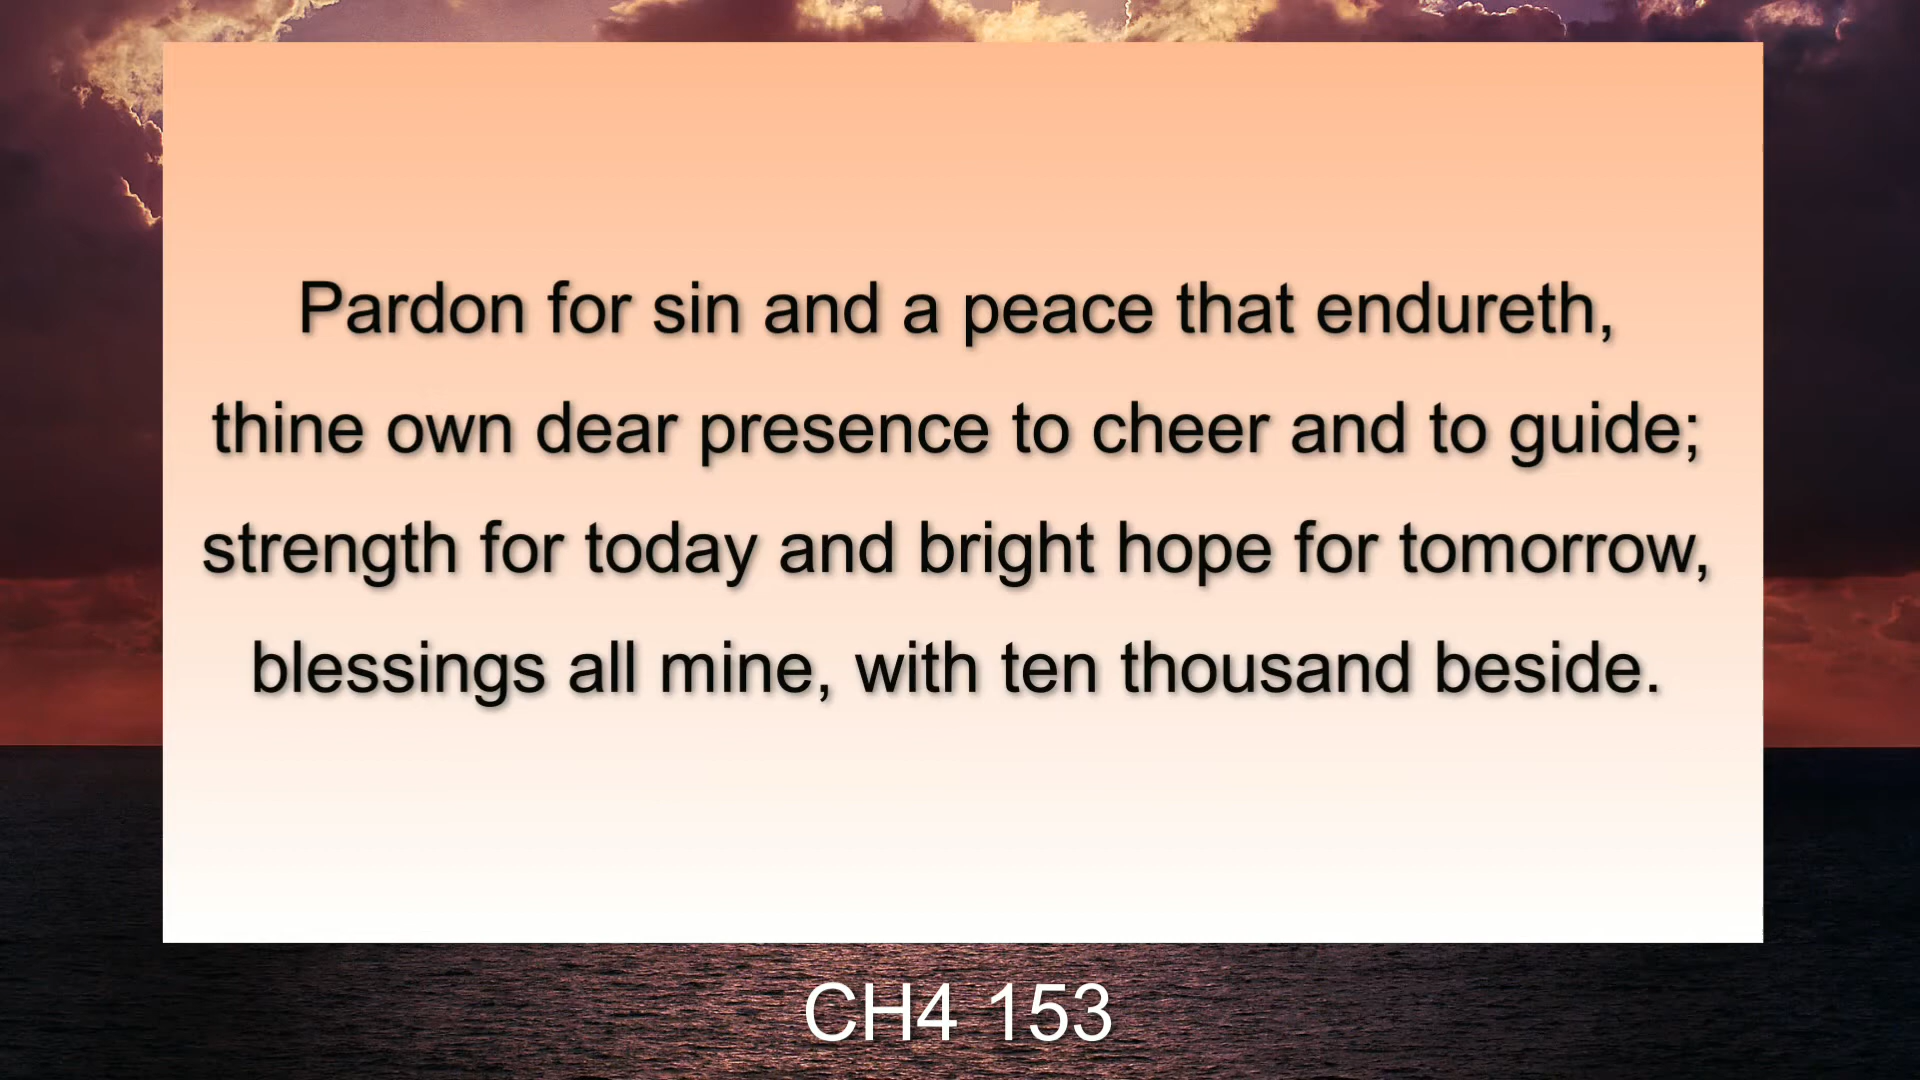 Pardon for sin and a peace that endureth,
thine own dear presence to cheer and to guide;
strength for today and bright hope for tomorrow,
blessings all mine, with ten thousand beside.
CH4 153